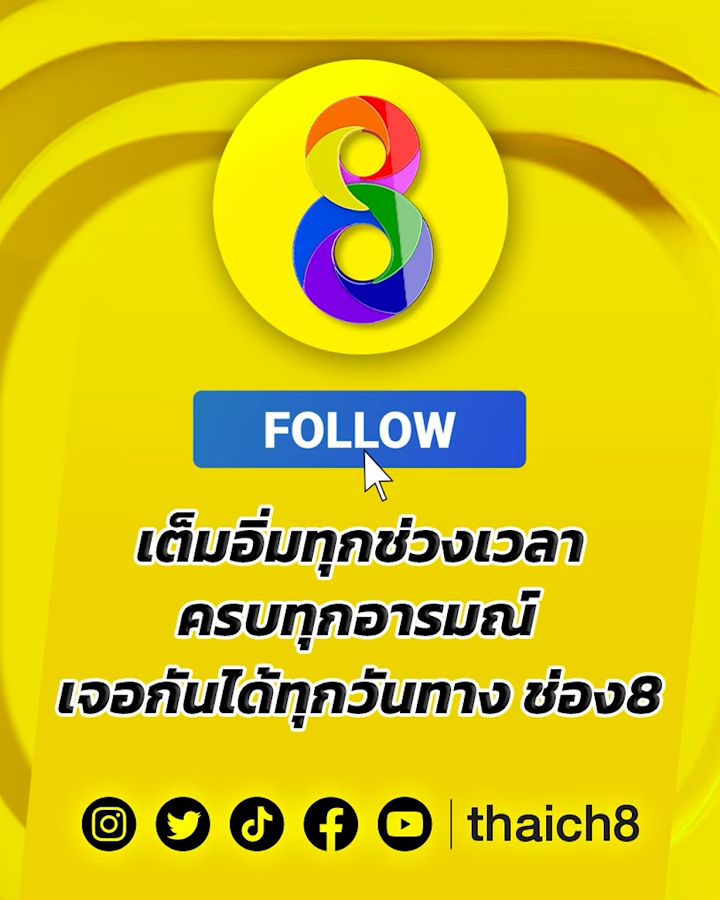 8
FOLLOW
เต็มอิ่มทุกช่วงเวลา
ครบทุกอารมณ์
เจอกันได้ทุกวันทาง ช่อง8
thaich8